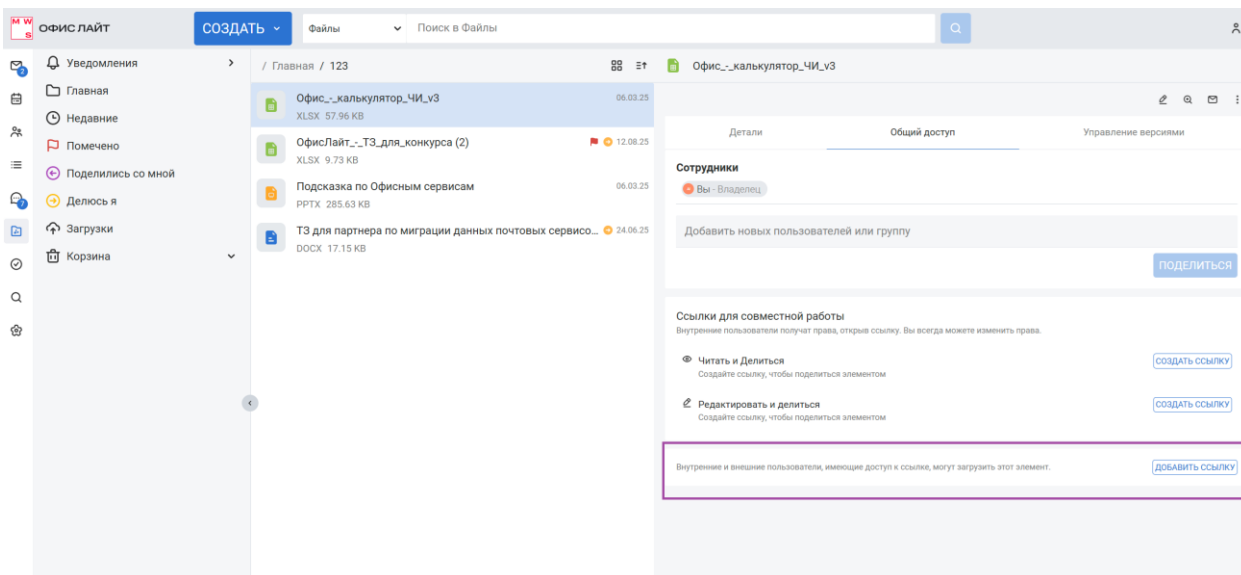 MWS ОФИС ЛАЙТ
СОЗДАТЬ
Файлы
Поиск в Файлы
2
2
Уведомления
Главная
Недавние
Помечено
Поделились со мной
Делюсь я
Загрузки
Корзина
/ Главная / 123
Офис_-_калькулятор_ЧИ_v3
06.03.25
XLSX 57.96 KB
ОфисЛайт_-_ТЗ_для_конкурса (2)
12.08.25
XLSX 9.73 KB
Подсказка по Офисным сервисам
06.03.25
PPTX 285.63 KB
ТЗ для партнера по миграции данных почтовых сервисо...
24.06.25
DOCX 17.15 KB
Офис_-_калькулятор_ЧИ_v3
Детали
Общий доступ
Управление версиями
Сотрудники
Вы - Владелец
Добавить новых пользователей или группу
ПОДЕЛИТЬСЯ
Ссылки для совместной работы
Внутренние пользователи получат права, открыв ссылку. Вы всегда можете изменить права.
Читать и Делиться
СОЗДАТЬ ССЫЛКУ
Создайте ссылку, чтобы поделиться элементом
Редактировать и делиться
СОЗДАТЬ ССЫЛКУ
Создайте ссылку, чтобы поделиться элементом
Внутренние и внешние пользователи, имеющие доступ к ссылке, могут загрузить этот элемент.
ДОБАВИТЬ ССЫЛКУ